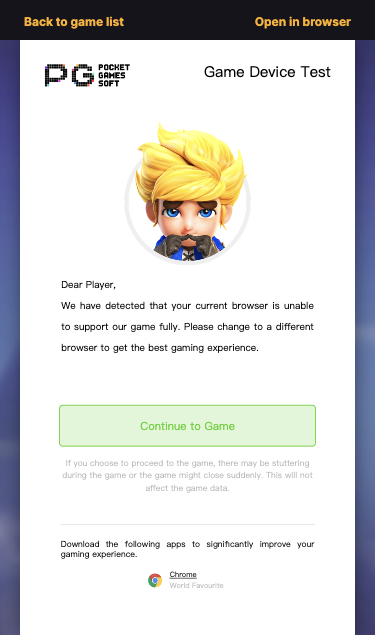 Back to game list
Open in browser
PG POCKET GAMES SOFT
Game Device Test
Dear Player,
We have detected that your current browser is unable
to support our game fully. Please change to a different
browser to get the best gaming experience.
Continue to Game
If you choose to proceed to the game, there may be stuttering
during the game or the game might close suddenly. This will not
affect the game data.
Download the following apps to significantly improve your
gaming experience.
Chrome
World Favourite